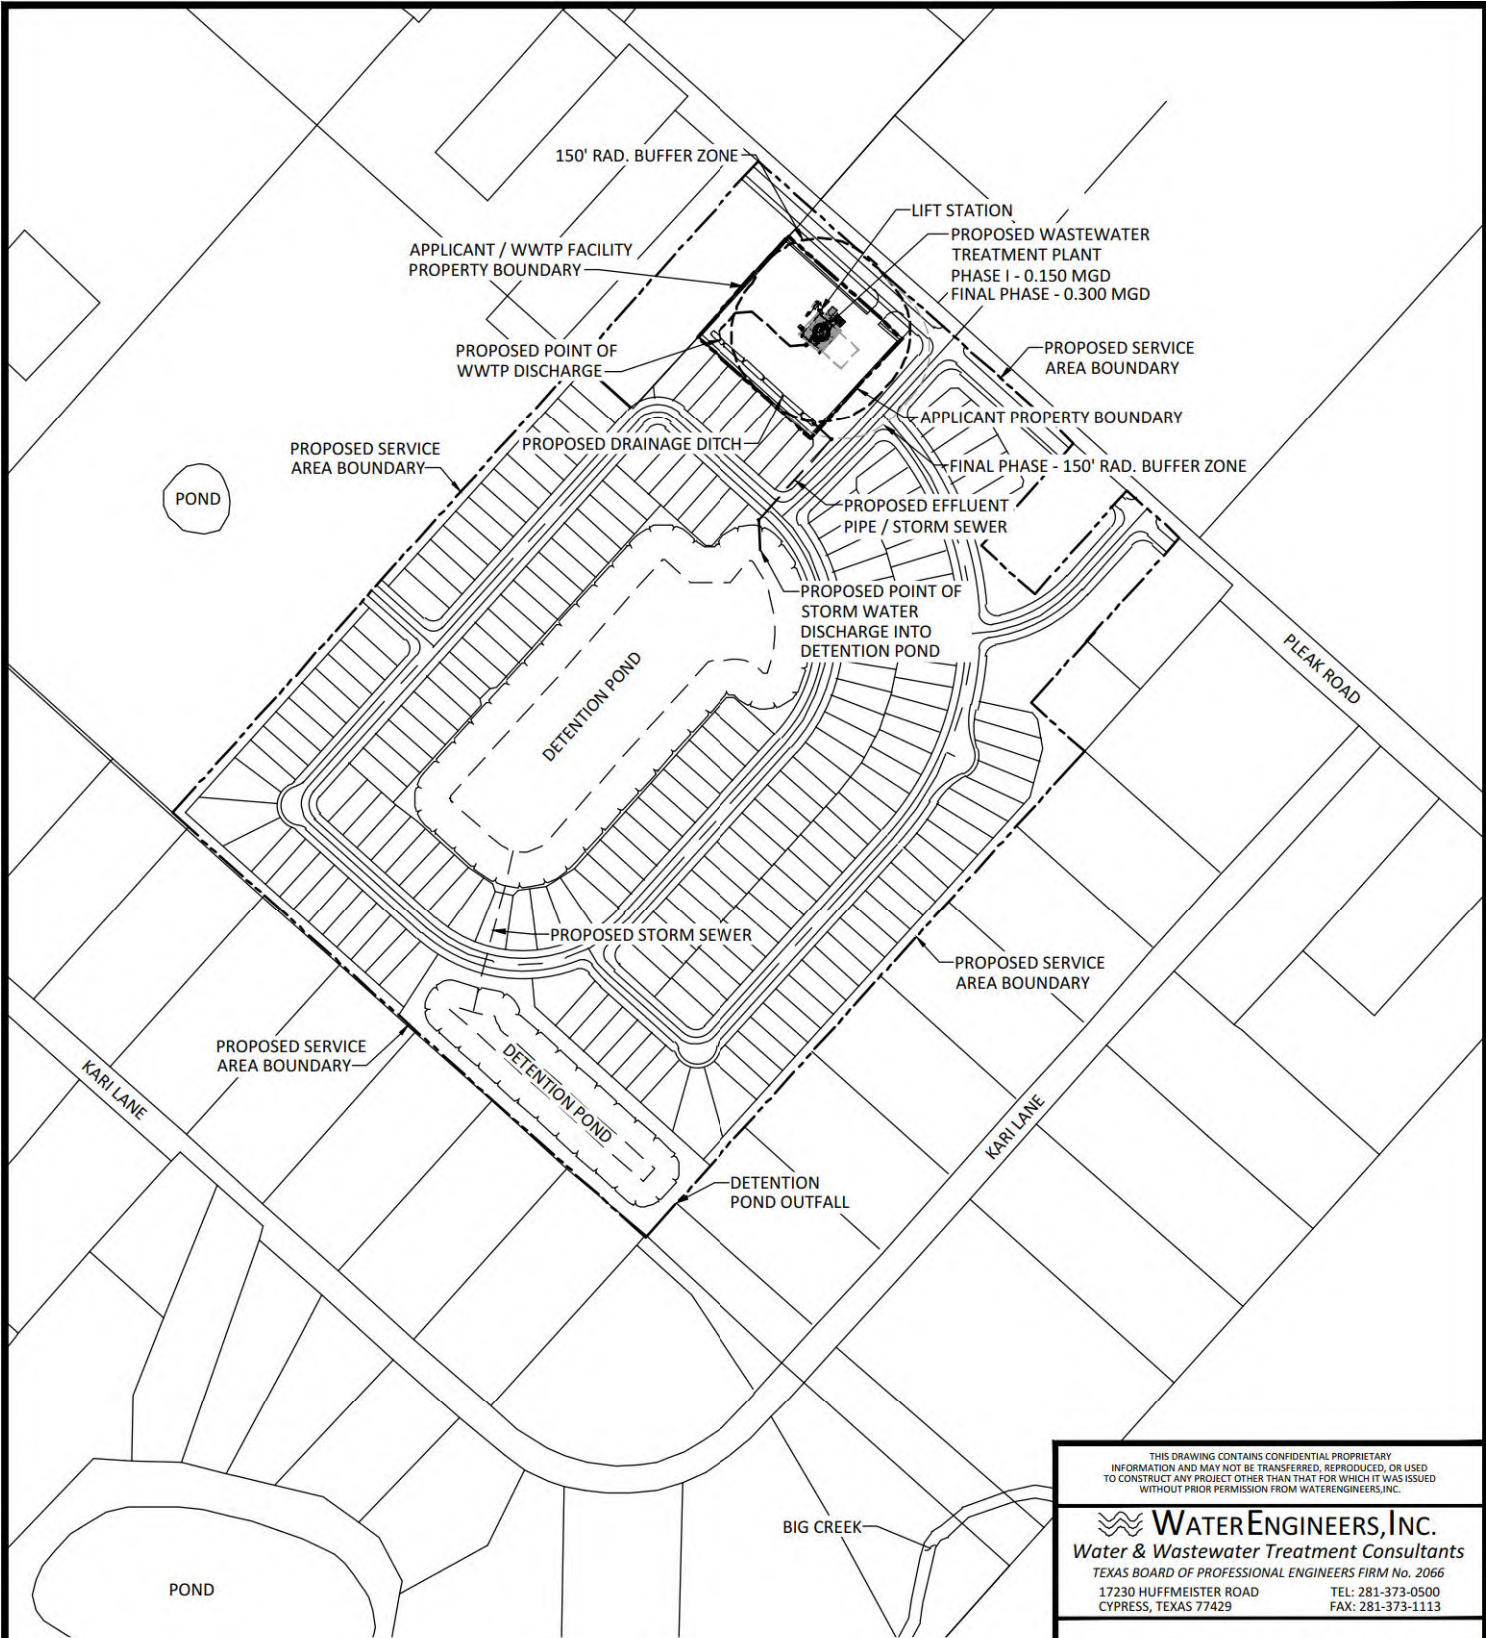 150' RAD. BUFFER ZONE
LIFT STATION
PROPOSED WASTEWATER
TREATMENT PLANT
PHASE I - 0.150 MGD
FINAL PHASE - 0.300 MGD
APPLICANT / WWTP FACILITY
PROPERTY BOUNDARY
PROPOSED POINT OF
WWTP DISCHARGE
PROPOSED SERVICE
AREA BOUNDARY
APPLICANT PROPERTY BOUNDARY
PROPOSED DRAINAGE DITCH
PROPOSED SERVICE
AREA BOUNDARY
FINAL PHASE - 150' RAD. BUFFER ZONE
POND
PROPOSED EFFLUENT
PIPE / STORM SEWER
PROPOSED POINT OF
STORM WATER
DISCHARGE INTO
DETENTION POND
PLEAK ROAD
DETENTION POND
PROPOSED STORM SEWER
PROPOSED SERVICE
AREA BOUNDARY
PROPOSED SERVICE
AREA BOUNDARY
DETENTION POND
KARI LANE
KARI LANE
DETENTION
POND OUTFALL
BIG CREEK
POND
THIS DRAWING CONTAINS CONFIDENTIAL PROPRIETARY
INFORMATION AND MAY NOT BE TRANSFERRED, REPRODUCED, OR USED
TO CONSTRUCT ANY PROJECT OTHER THAN THAT FOR WHICH IT WAS ISSUED
WITHOUT PRIOR PERMISSION FROM WATERENGINEERS,INC.
WATERENGINEERS,INC.
Water & Wastewater Treatment Consultants
TEXAS BOARD OF PROFESSIONAL ENGINEERS FIRM No. 2066
17230 HUFFMEISTER ROAD TEL: 281-373-0500
CYPRESS, TEXAS 77429 FAX: 281-373-1113